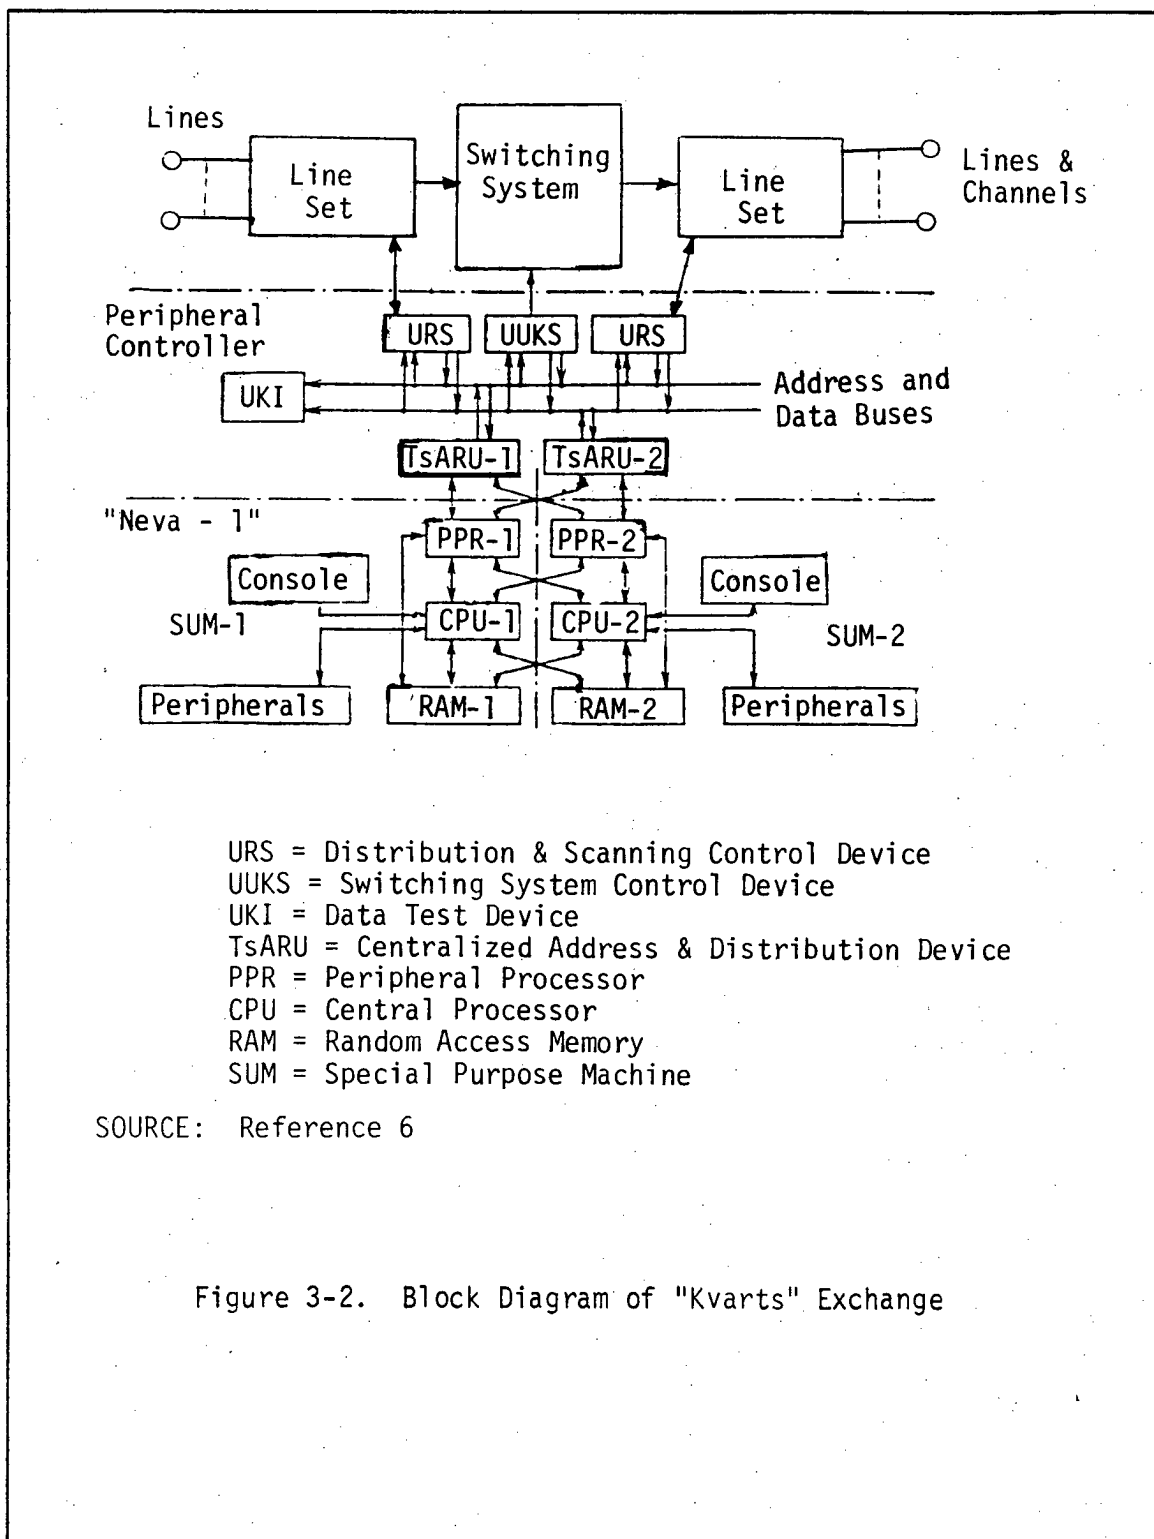 Lines
Line
Set
Switching
System
Line
Set
Lines &
Channels
Peripheral
Controller
URS
UUKS
URS
UKI
Address and
Data Buses
TsARU-1
TsARU-2
"Neva - 1"
PPR-1
PPR-2
Console
Console
SUM-1
CPU-1
CPU-2
SUM-2
Peripherals
RAM-1
RAM-2
Peripherals
URS = Distribution & Scanning Control Device
UUKS = Switching System Control Device
UKI = Data Test Device
TsARU = Centralized Address & Distribution Device
PPR = Peripheral Processor
CPU = Central Processor
RAM = Random Access Memory
SUM = Special Purpose Machine
SOURCE: Reference 6
Figure 3-2. Block Diagram of "Kvarts" Exchange